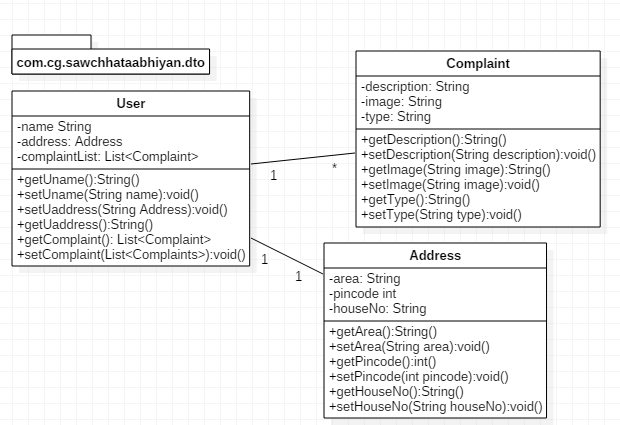 com.cg.sawchhataabhiyan.dto
User
-name String
-address: Address
-complaintList: List<Complaint>
+getUname():String()
+setUname(String name):void()
+setUaddress(String Address):void()
+getUaddress():String()
+getComplaint(): List<Complaint>
+setComplaint(List<Complaints>):void()
1
*
1
1
Complaint
-description: String
-image: String
-type: String
+getDescription():String()
+setDescription(String description):void()
+getImage(String image):String()
+setImage(String image):void()
+getType():String()
+setType(String type):void()
Address
-area: String
-pincode int
-houseNo: String
+getArea():String()
+setArea(String area):void()
+getPincode():int()
+setPincode(int pincode):void()
+getHouseNo():String()
+setHouseNo(String houseNo):void()